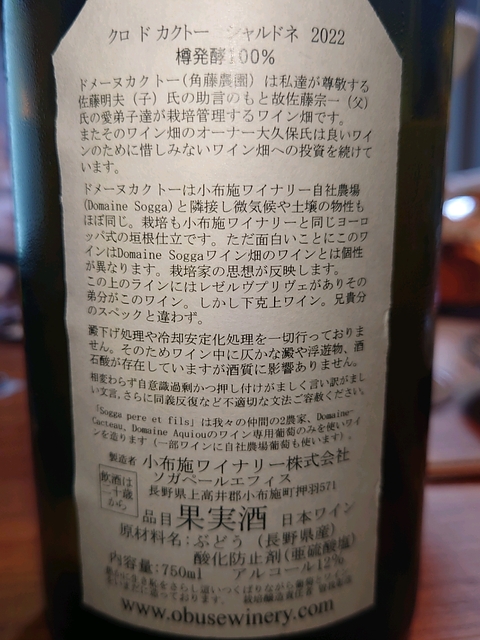 クロ ド カクトー シャルドネ 2022
樽発酵100%
ドメーヌカクトー(角藤農園)は私達が尊敬する
佐藤明夫(子)氏の助言のもと故佐藤宗一(父)
氏の愛弟子達が栽培管理するワイン畑です。
またそのワイン畑のオーナー大久保氏は良いワイ
ンのために惜しみないワイン畑への投資を続けて
います。
ドメーヌカクトーは小布施ワイナリー自社農場
(Domaine Sogga)と隣接し微気候や土壌の物性も
ほぼ同じ。栽培も小布施ワイナリーと同じヨーロ
ッパ式の垣根仕立です。ただ面白いことにこのワ
インはDomaine Soggaワイン畑のワインとは個性
が異なります。栽培家の思想が反映します。
この上のラインにはレゼルヴプリヴェがありその
弟分がこのワイン。しかし下克上ワイン。兄貴分
のスペックと違わず。
澱下げ処理や冷却安定化処理を一切行っておりま
せん。そのためワイン中に仄かな澱や浮遊物、酒
石酸が存在していますが酒質に影響ありません。
相変わらず自意識過剰かつ押し付けがましく言い訳がまし
い文言、さらに同義反復など不適切な文法ご容赦ください。
「Sogga pere et fils」は我々の仲間の2農家、Domaine
Cacteau, Domaine Aquiouのワイン専用葡萄のみを使いワイ
ンを造ります(一部ワインに自社農場葡萄も使います)。
製造者 小布施ワイナリー株式会社
ソガペールエフィス
長野県上高井郡小布施町押羽571
飲酒は
二十歳
から
品目 果実酒 日本ワイン
原材料名:ぶどう(長野県産)
酸化防止剤(亜硫酸塩)
内容量:750ml アルコール12%
www.obusewinery.com